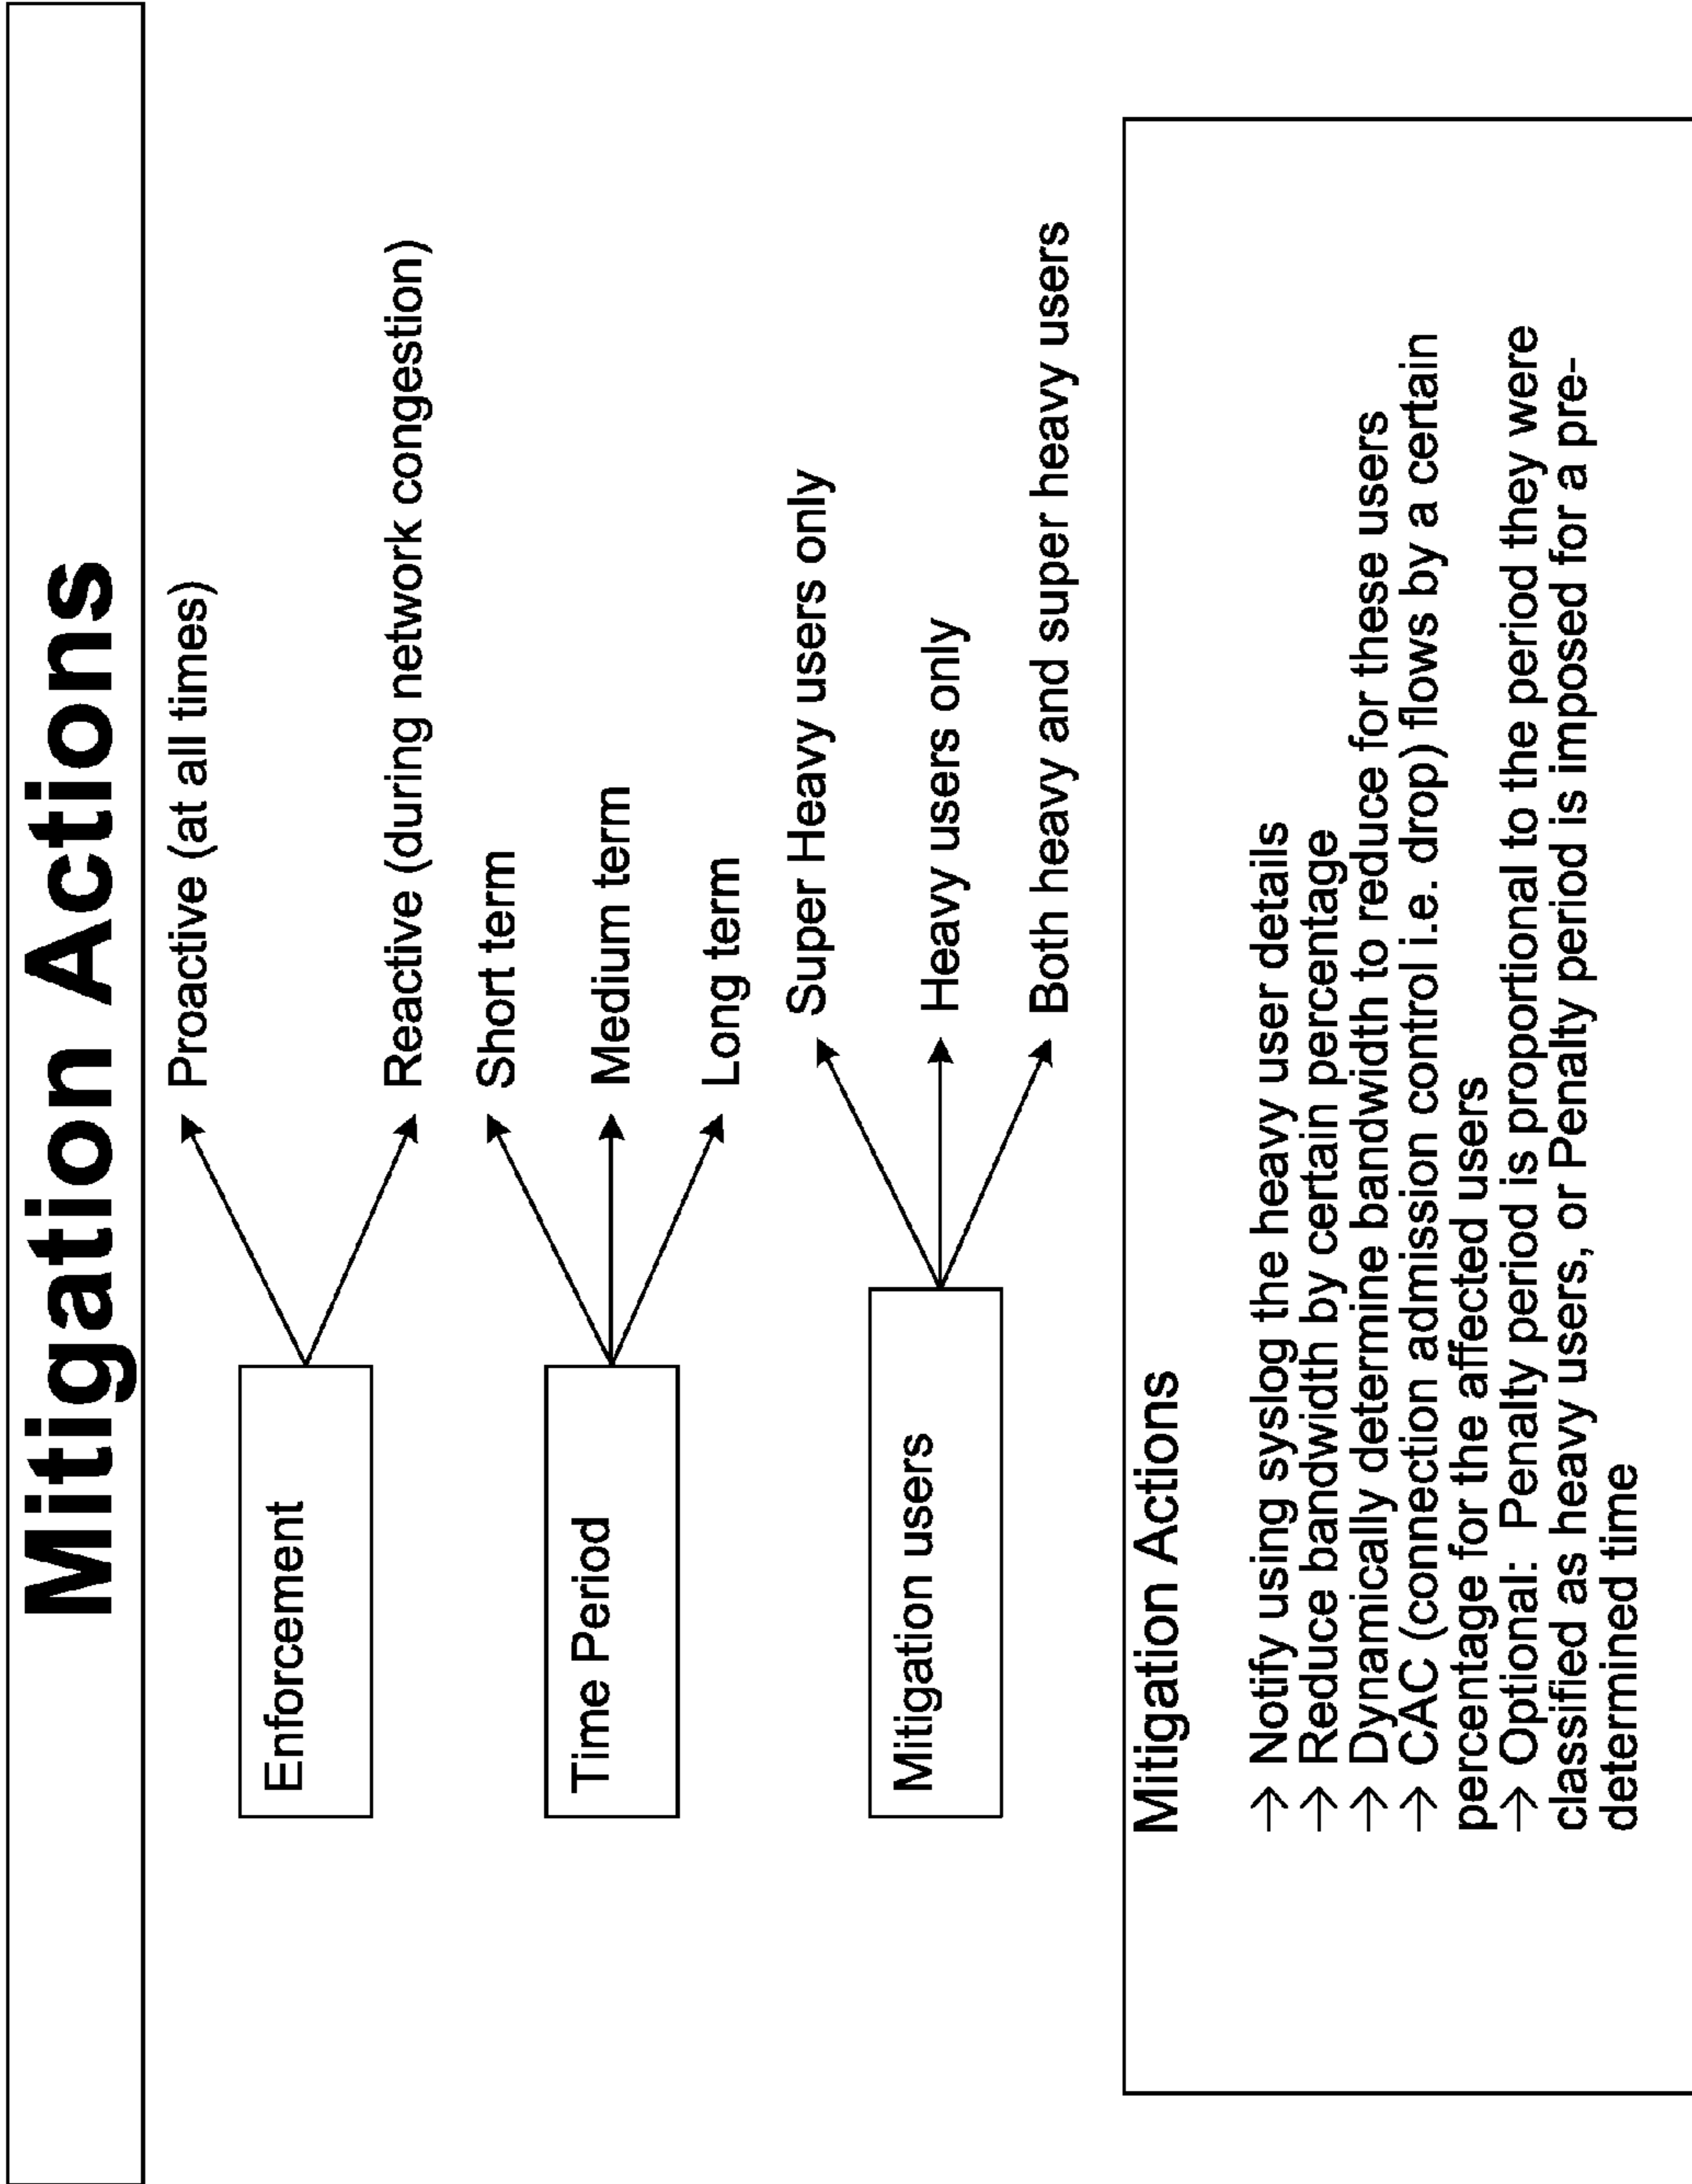 Mitigation Actions
Enforcement
Proactive (at all times)
Reactive (during network congestion)
Time Period
Short term
Medium term
Long term
Mitigation users
Super Heavy users only
Heavy users only
Both heavy and super heavy users
Mitigation Actions
→ Notify using syslog the heavy user details
→ Reduce bandwidth by certain percentage
→ Dynamically determine bandwidth to reduce for these users
→ CAC (connection admission control i.e. drop) flows by a certain
percentage for the affected users
→ Optional: Penalty period is proportional to the period they were
classified as heavy users, or Penalty period is imposed for a pre-
determined time